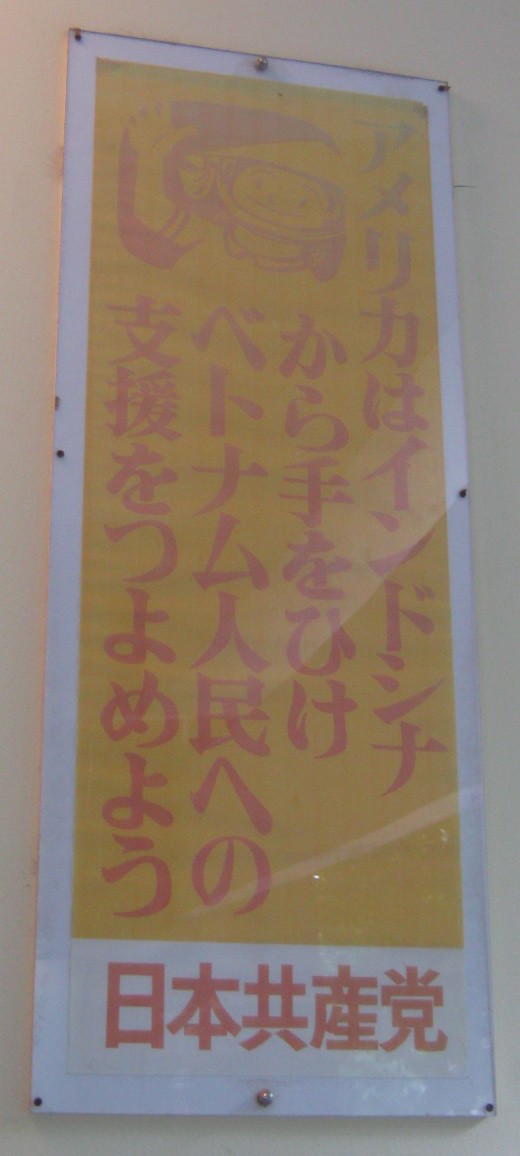 アメリカはインドシナ
から手をひけ
ベトナム人民への
支援をつよめよう
日本共産党